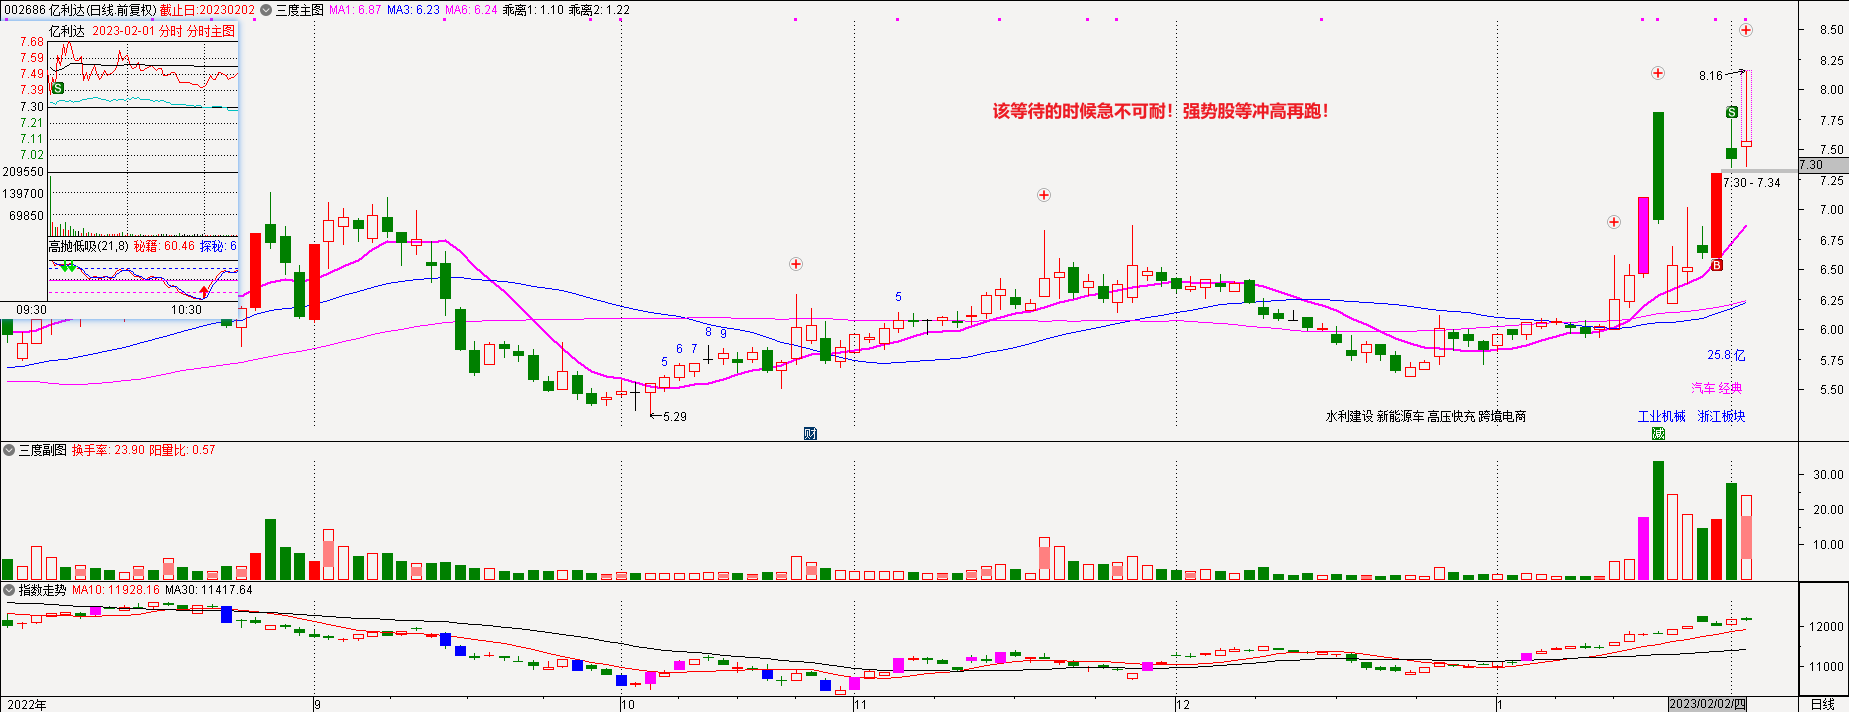 002686 亿利达(日线.前复权) 截止日:20230202 三度主图 MA1: 6.87 MA3: 6.23 MA6: 6.24 乖离1: 1.10 乖离2: 1.22
亿利达 2023-02-01 分时 分时主图
7.68
7.59
7.49
7.39
S
7.30
7.21
7.11
7.02
209550
139700
69850
高抛低吸(21,8) 秘籍: 60.46 探秘: 6
09:30 10:30
该等待的时候急不可耐！强势股等冲高再跑！
8.16
S
7.30 - 7.34
B
5
6
7
8
9
5
5.29
25.8 亿
汽车 经典
水利建设 新能源车 高压快充 跨境电商 工业机械 浙江板块
财
减
8.50
8.25
8.00
7.75
7.50
7.30
7.25
7.00
6.75
6.50
6.25
6.00
5.75
5.50
三度副图 换手率: 23.90 阳量比: 0.57
30.00
20.00
10.00
指数走势 MA10: 11928.16 MA30: 11417.64
12000
11000
2022年 9 10 11 12 1 2023/02/02/四 日线